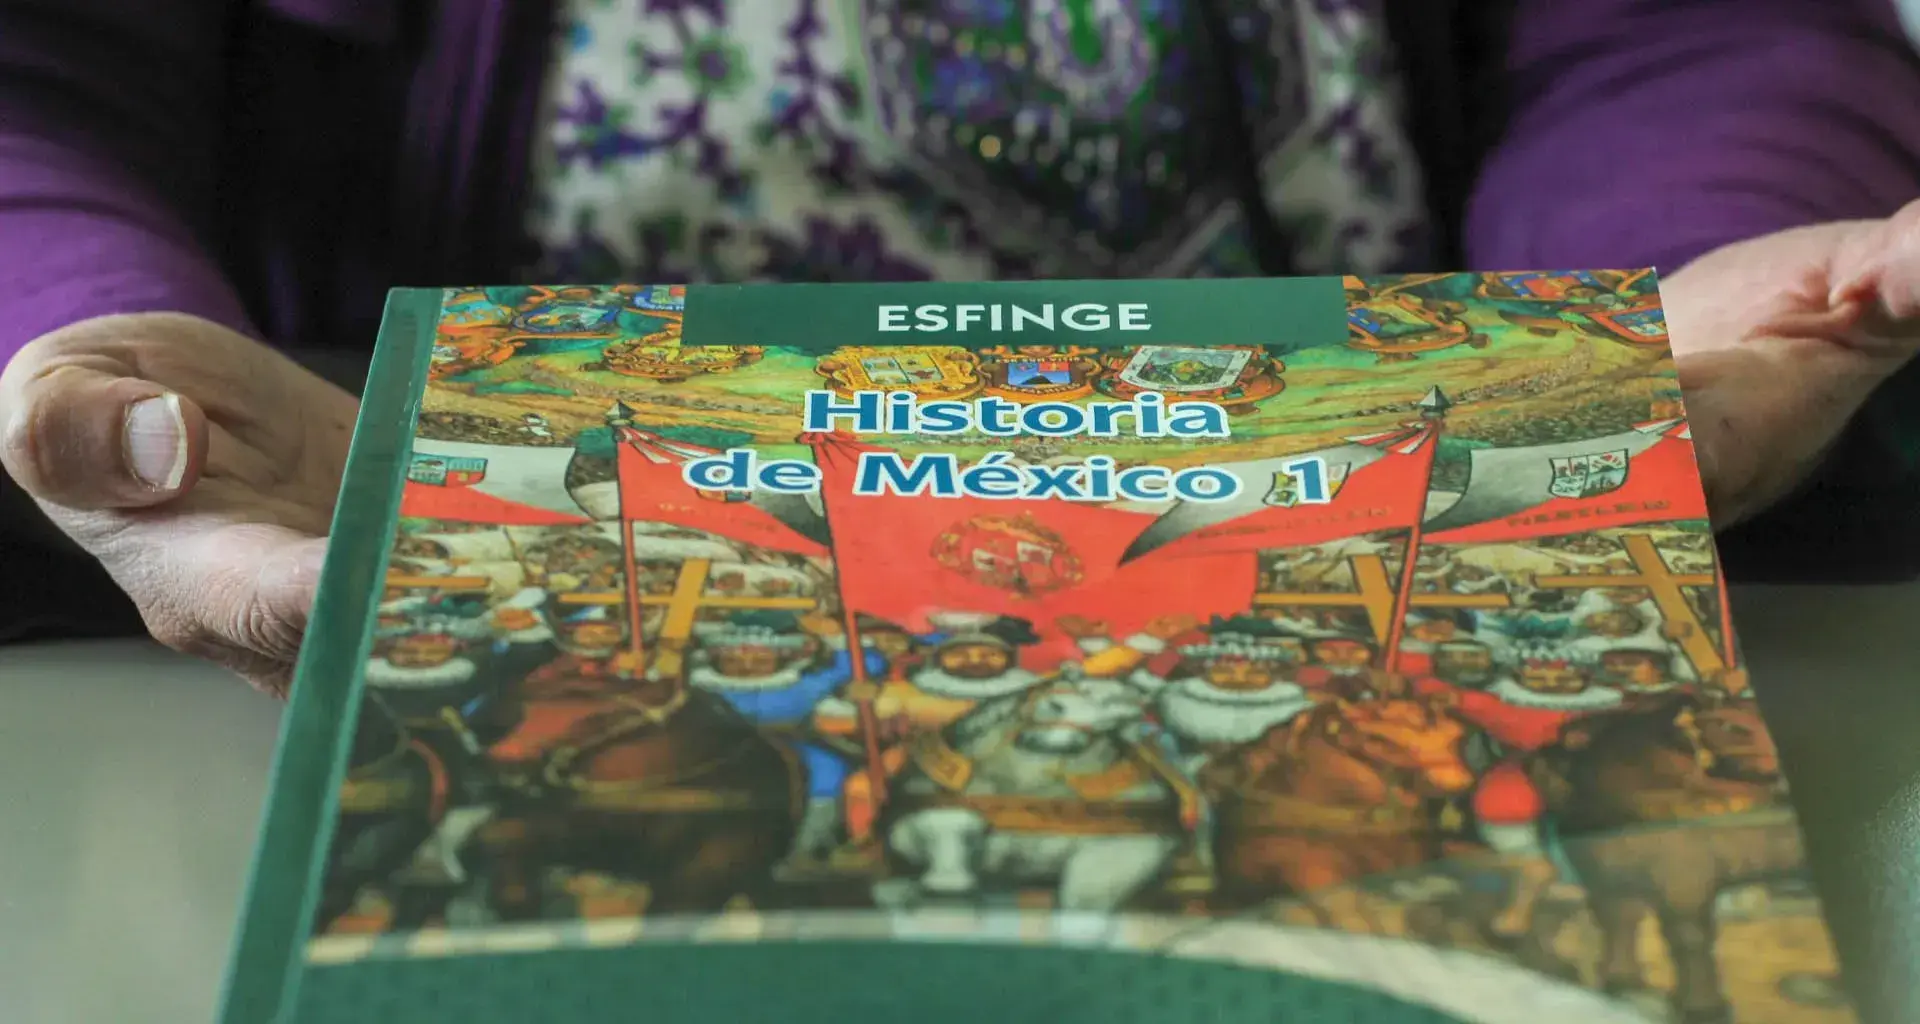 ESFINGE
Historia
de México 1